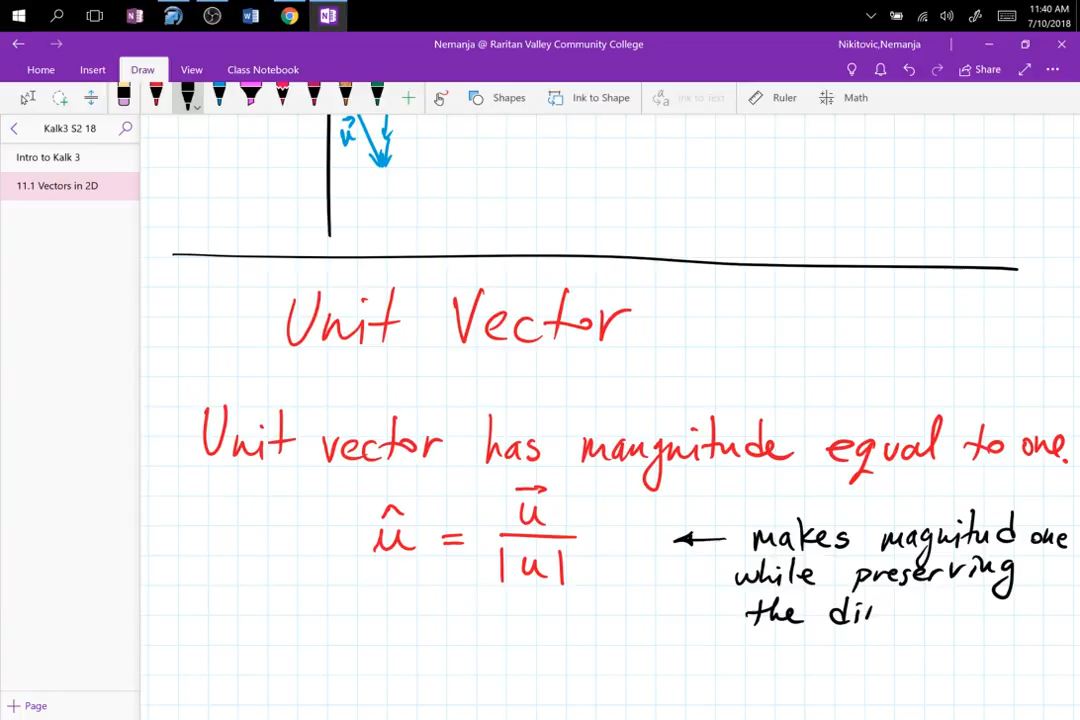 11:40 AM
7/10/2018
Nemanja @ Raritan Valley Community College
Nikitovic,Nemanja
Home Insert Draw View Class Notebook
Share
Shapes Ink to Shape Ink to Text Ruler Math
Kalk3 S2 18
Intro to Kalk 3
11.1 Vectors in 2D
u
Unit Vector
Unit vector has mangnitude equal to one.
û = u⃗ / |u|
← makes magnitud one
while preserving
the dir
+ Page